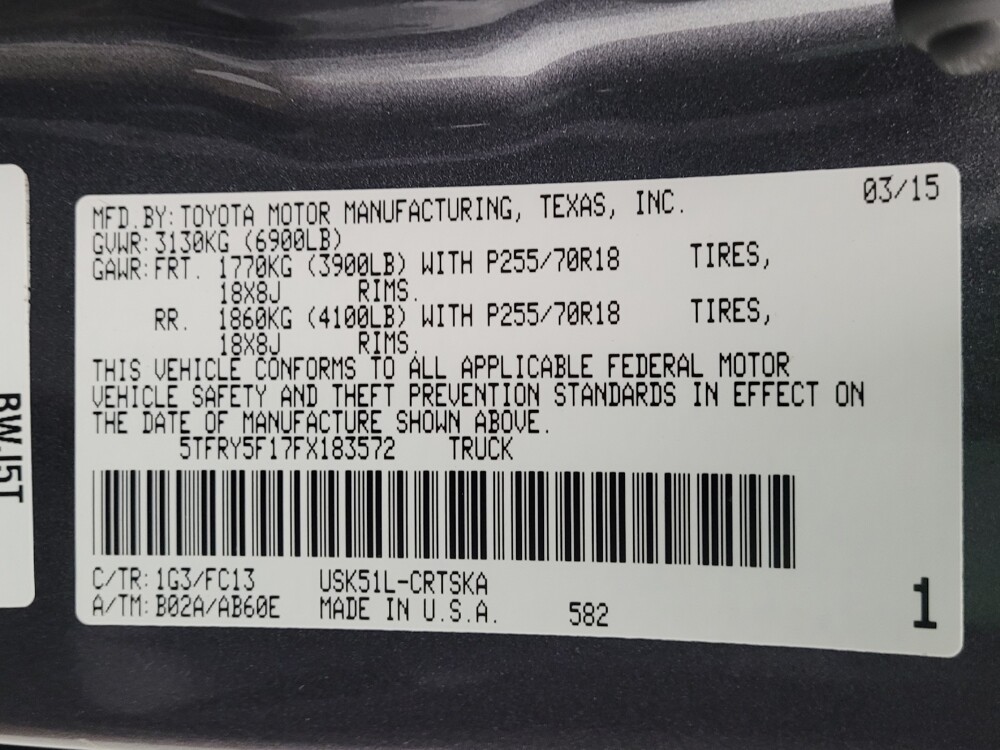 03/15
MFD.BY:TOYOTA MOTOR MANUFACTURING, TEXAS, INC.
GVWR:3130KG (6900LB)
GAWR:FRT. 1770KG (3900LB) WITH P255/70R18 TIRES,
18X8J RIMS.
RR. 1860KG (4100LB) WITH P255/70R18 TIRES,
18X8J RIMS.
THIS VEHICLE CONFORMS TO ALL APPLICABLE FEDERAL MOTOR
VEHICLE SAFETY AND THEFT PREVENTION STANDARDS IN EFFECT ON
THE DATE OF MANUFACTURE SHOWN ABOVE.
5TFRY5F17FX183572 TRUCK
C/TR:1G3/FC13 USK51L-CRTSKA
A/TM:B02A/AB60E MADE IN U.S.A. 582
1